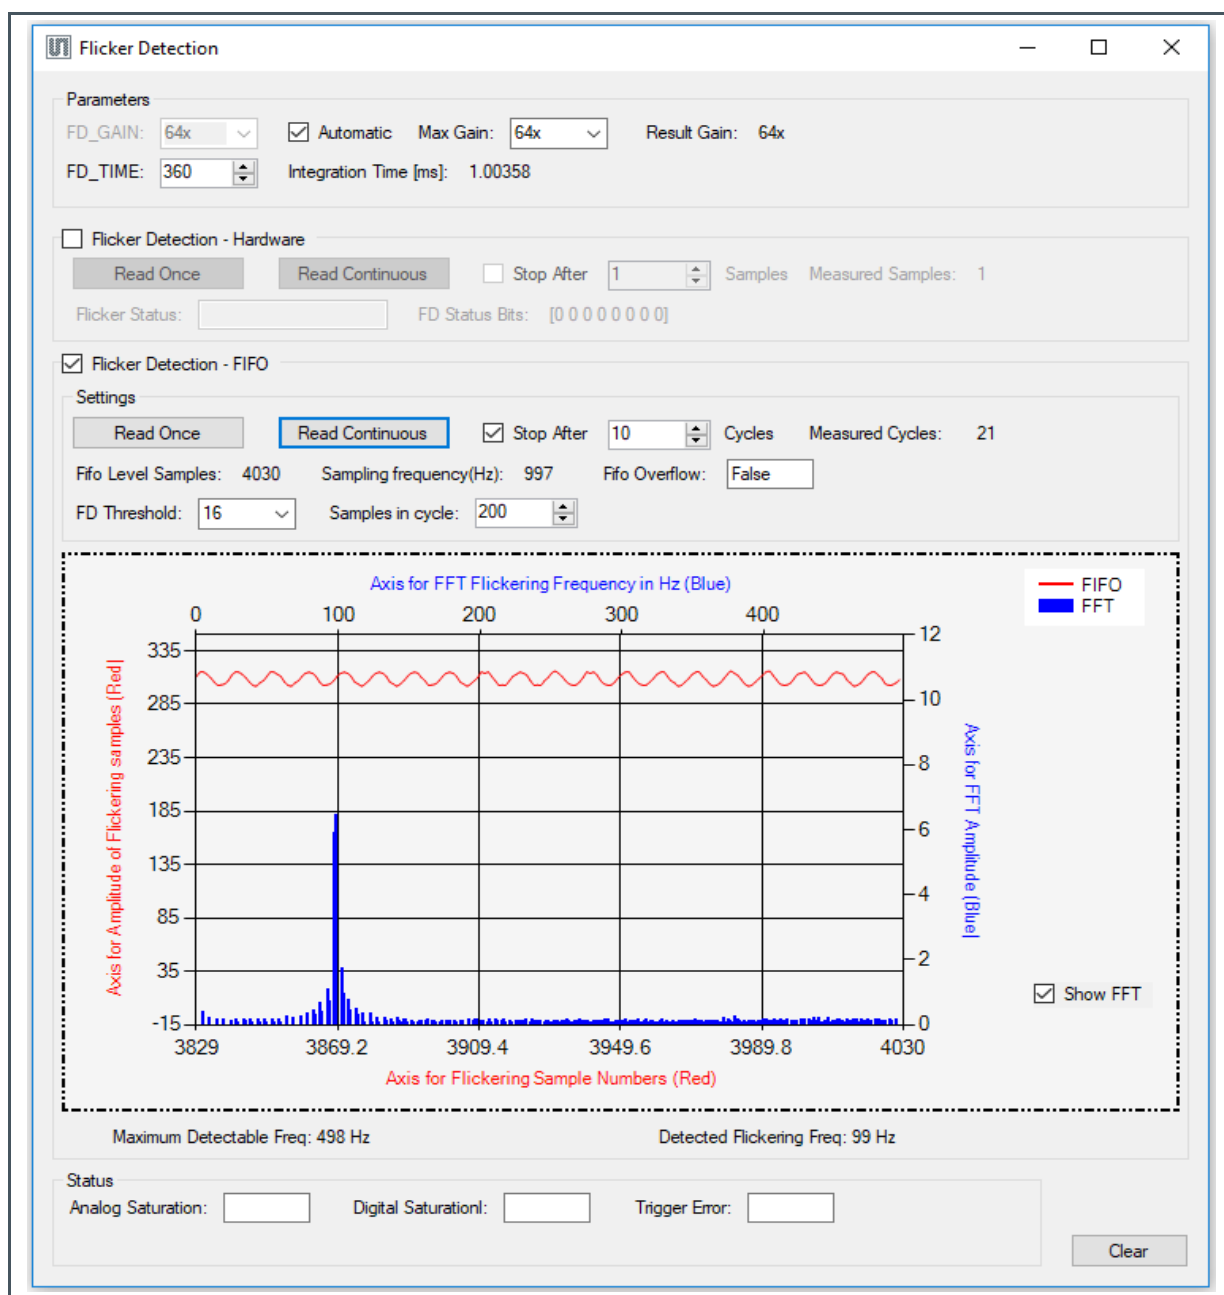 Flicker Detection
Parameters
FD_GAIN: 64x Automatic Max Gain: 64x Result Gain: 64x
FD_TIME: 360 Integration Time [ms]: 1.00358
Flicker Detection - Hardware
Read Once Read Continuous Stop After 1 Samples Measured Samples: 1
Flicker Status: FD Status Bits: [0 0 0 0 0 0 0 0]
Flicker Detection - FIFO
Settings
Read Once Read Continuous Stop After 10 Cycles Measured Cycles: 21
Fifo Level Samples: 4030 Sampling frequency(Hz): 997 Fifo Overflow: False
FD Threshold: 16 Samples in cycle: 200
Axis for FFT Flickering Frequency in Hz (Blue)
0 100 200 300 400
FIFO
FFT
Axis for Amplitude of Flickering samples (Red]
335
285
235
185
135
85
35
-15
12
10
8
6
4
2
0
Axis for FFT Amplitude (Blue]
Show FFT
3829 3869.2 3909.4 3949.6 3989.8 4030
Axis for Flickering Sample Numbers (Red)
Maximum Detectable Freq: 498 Hz Detected Flickering Freq: 99 Hz
Status
Analog Saturation: Digital Saturationl: Trigger Error:
Clear